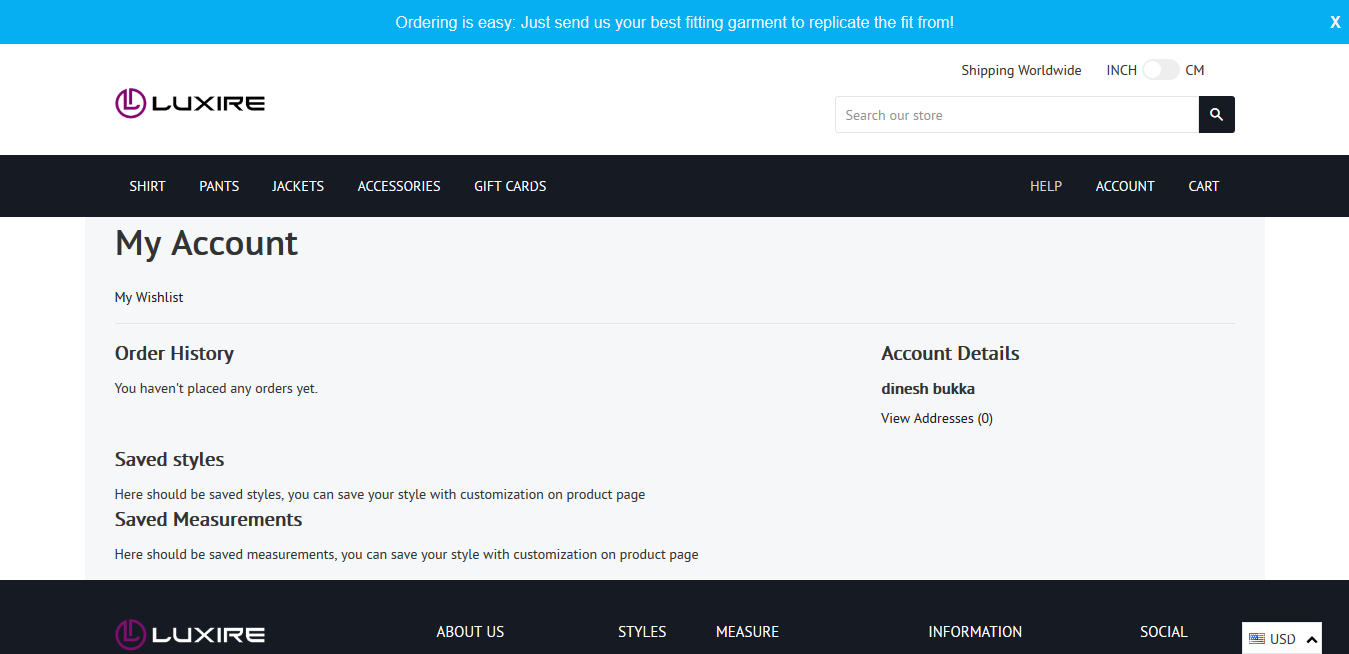 Ordering is easy: Just send us your best fitting garment to replicate the fit from! X
Shipping Worldwide INCH CM
LUXIRE
Search our store
SHIRT PANTS JACKETS ACCESSORIES GIFT CARDS HELP ACCOUNT CART
My Account
My Wishlist
Order History
You haven't placed any orders yet.
Account Details
dinesh bukka
View Addresses (0)
Saved styles
Here should be saved styles, you can save your style with customization on product page
Saved Measurements
Here should be saved measurements, you can save your style with customization on product page
LUXIRE ABOUT US STYLES MEASURE INFORMATION SOCIAL
USD